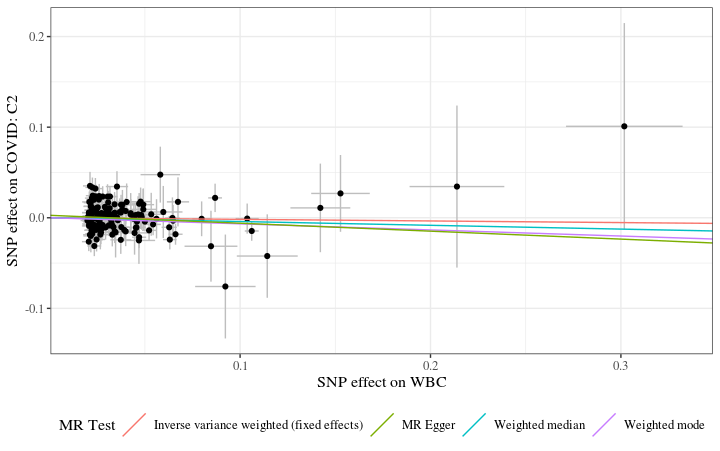 0.2
0.1
0.0
-0.1
SNP effect on COVID: C2
0.1 0.2 0.3
SNP effect on WBC
MR Test Inverse variance weighted (fixed effects) MR Egger Weighted median Weighted mode